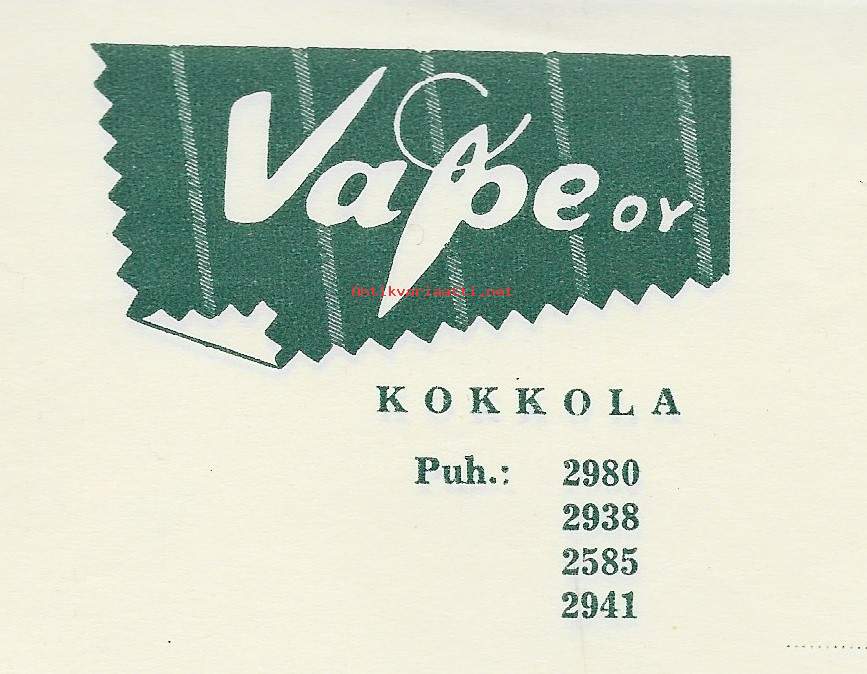 Vape OY
Antikvariaatti.net
KOKKOLA
Puh.: 2980
2938
2585
2941